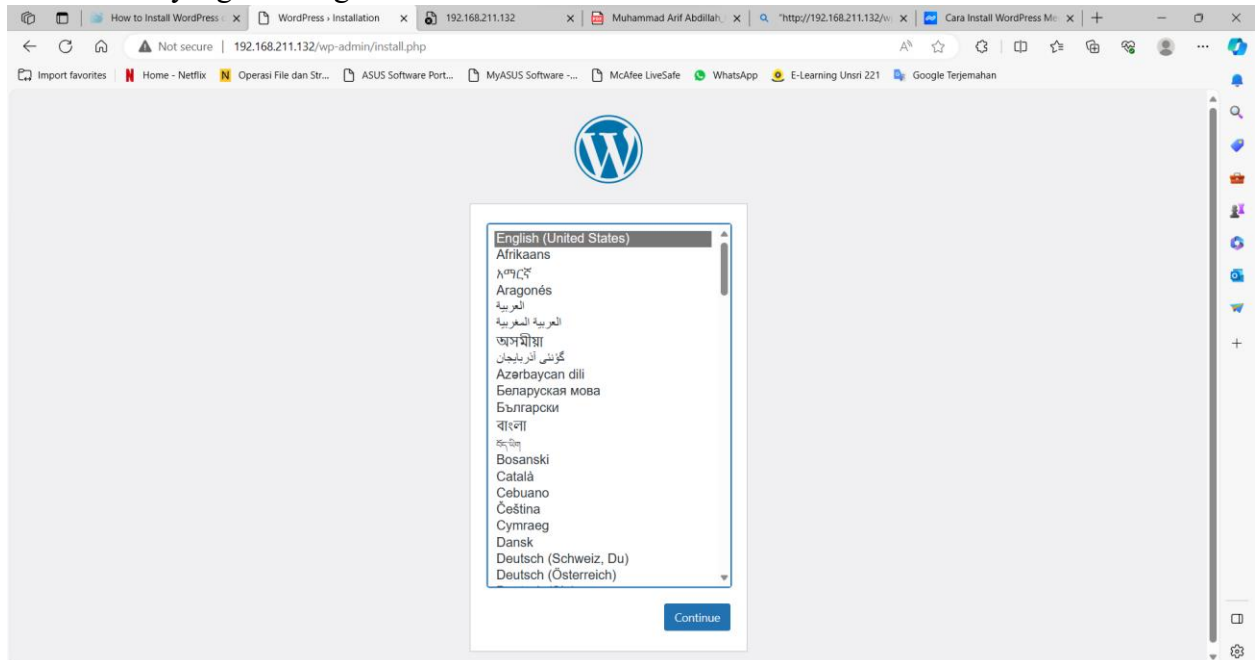 How to Install WordPress
WordPress › Installation
192.168.211.132
Muhammad Arif Abdillah_
"http://192.168.211.132/w
Cara Install WordPress Me
Not secure | 192.168.211.132/wp-admin/install.php
Import favorites
Home - Netflix
Operasi File dan Str...
ASUS Software Port...
MyASUS Software -...
McAfee LiveSafe
WhatsApp
E-Learning Unsri 221
Google Terjemahan
English (United States)
Afrikaans
አማርኛ
Aragonés
العربية
العربية المغربية
অসমীয়া
گؤنئی آذربایجان
Azərbaycan dili
Беларуская мова
Български
বাংলা
བོད་ཡིག
Bosanski
Català
Cebuano
Čeština
Cymraeg
Dansk
Deutsch (Schweiz, Du)
Deutsch (Österreich)
Continue